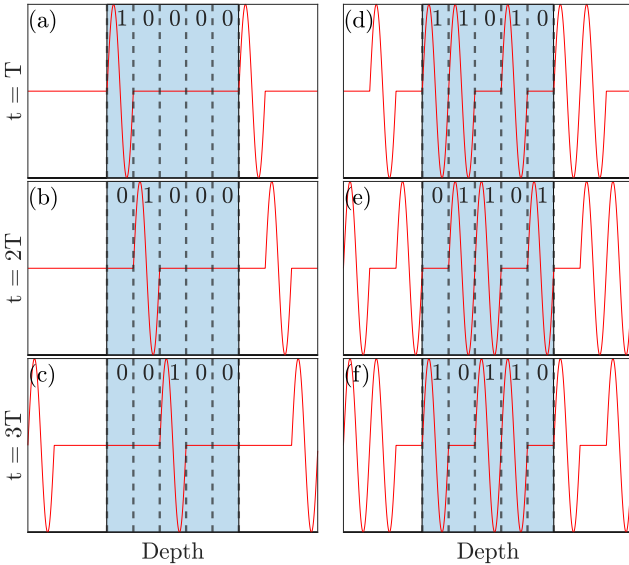 (a) 1 0 0 0 0
(d) 1 1 0 1 0
t = T
(b) 0 1 0 0 0
(e) 0 1 1 0 1
t = 2T
(c) 0 0 1 0 0
(f) 1 0 1 1 0
t = 3T
Depth
Depth